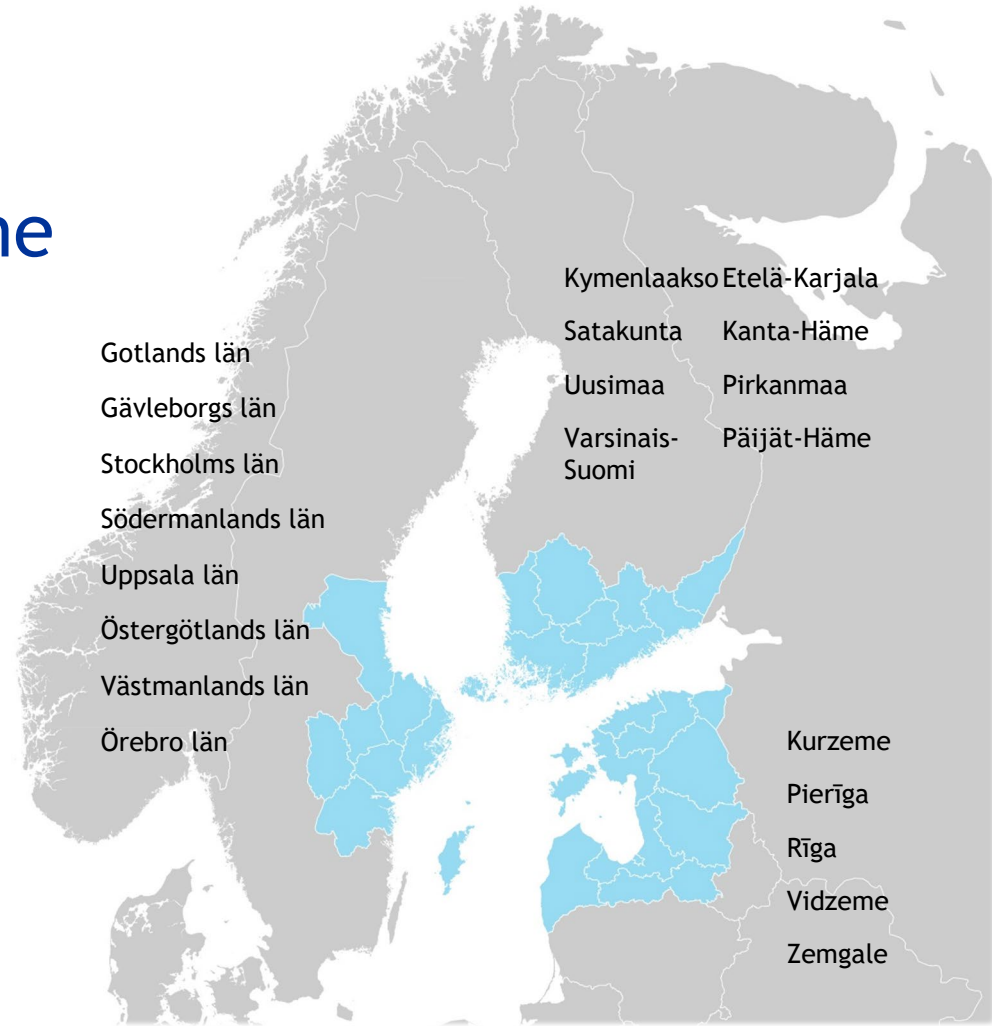 ne
Gotlands län
Gävleborgs län
Stockholms län
Södermanlands län
Uppsala län
Östergötlands län
Västmanlands län
Örebro län
Kymenlaakso Etelä-Karjala
Satakunta Kanta-Häme
Uusimaa Pirkanmaa
Varsinais- Päijät-Häme
Suomi
Kurzeme
Pierīga
Rīga
Vidzeme
Zemgale